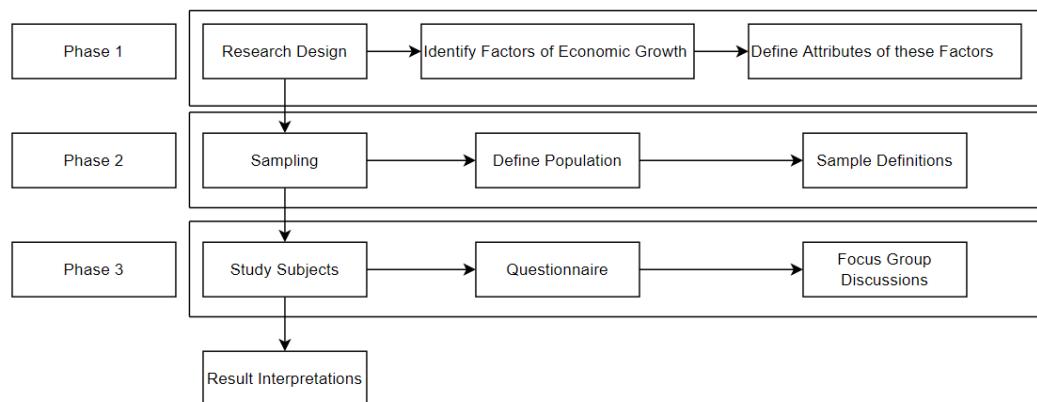 Phase 1
Research Design
Identify Factors of Economic Growth
Define Attributes of these Factors
Phase 2
Sampling
Define Population
Sample Definitions
Phase 3
Study Subjects
Questionnaire
Focus Group
Discussions
Result Interpretations